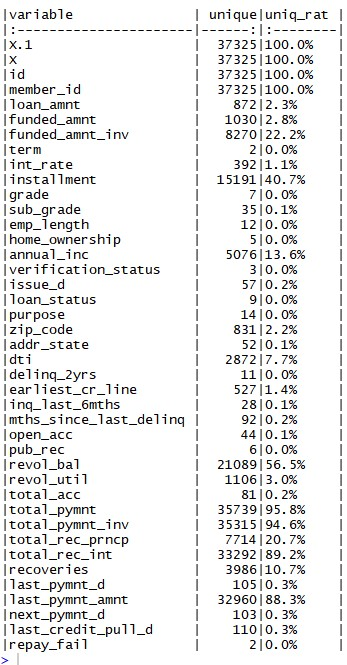 |variable | unique|uniq_rat |
|:----------------------|------:|:--------|
|X.1 | 37325|100.0% |
|X | 37325|100.0% |
|id | 37325|100.0% |
|member_id | 37325|100.0% |
|loan_amnt | 872|2.3% |
|funded_amnt | 1030|2.8% |
|funded_amnt_inv | 8270|22.2% |
|term | 2|0.0% |
|int_rate | 392|1.1% |
|installment | 15191|40.7% |
|grade | 7|0.0% |
|sub_grade | 35|0.1% |
|emp_length | 12|0.0% |
|home_ownership | 5|0.0% |
|annual_inc | 5076|13.6% |
|verification_status | 3|0.0% |
|issue_d | 57|0.2% |
|loan_status | 9|0.0% |
|purpose | 14|0.0% |
|zip_code | 831|2.2% |
|addr_state | 52|0.1% |
|dti | 2872|7.7% |
|delinq_2yrs | 11|0.0% |
|earliest_cr_line | 527|1.4% |
|inq_last_6mths | 28|0.1% |
|mths_since_last_delinq | 92|0.2% |
|open_acc | 44|0.1% |
|pub_rec | 6|0.0% |
|revol_bal | 21089|56.5% |
|revol_util | 1106|3.0% |
|total_acc | 81|0.2% |
|total_pymnt | 35739|95.8% |
|total_pymnt_inv | 35315|94.6% |
|total_rec_prncp | 7714|20.7% |
|total_rec_int | 33292|89.2% |
|recoveries | 3986|10.7% |
|last_pymnt_d | 105|0.3% |
|last_pymnt_amnt | 32960|88.3% |
|next_pymnt_d | 103|0.3% |
|last_credit_pull_d | 110|0.3% |
|repay_fail | 2|0.0% |
>